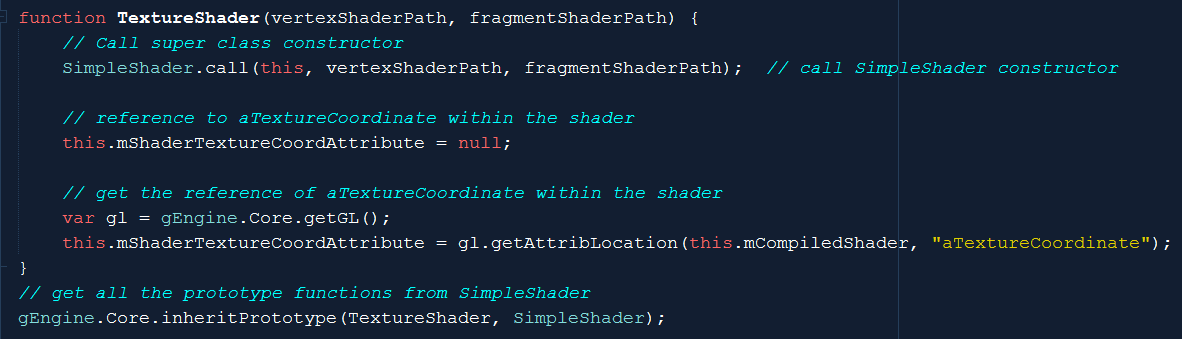 function TextureShader(vertexShaderPath, fragmentShaderPath) {
    // Call super class constructor
    SimpleShader.call(this, vertexShaderPath, fragmentShaderPath);  // call SimpleShader constructor
    // reference to aTextureCoordinate within the shader
    this.mShaderTextureCoordAttribute = null;
    // get the reference of aTextureCoordinate within the shader
    var gl = gEngine.Core.getGL();
    this.mShaderTextureCoordAttribute = gl.getAttribLocation(this.mCompiledShader, "aTextureCoordinate");
}
// get all the prototype functions from SimpleShader
gEngine.Core.inheritPrototype(TextureShader, SimpleShader);